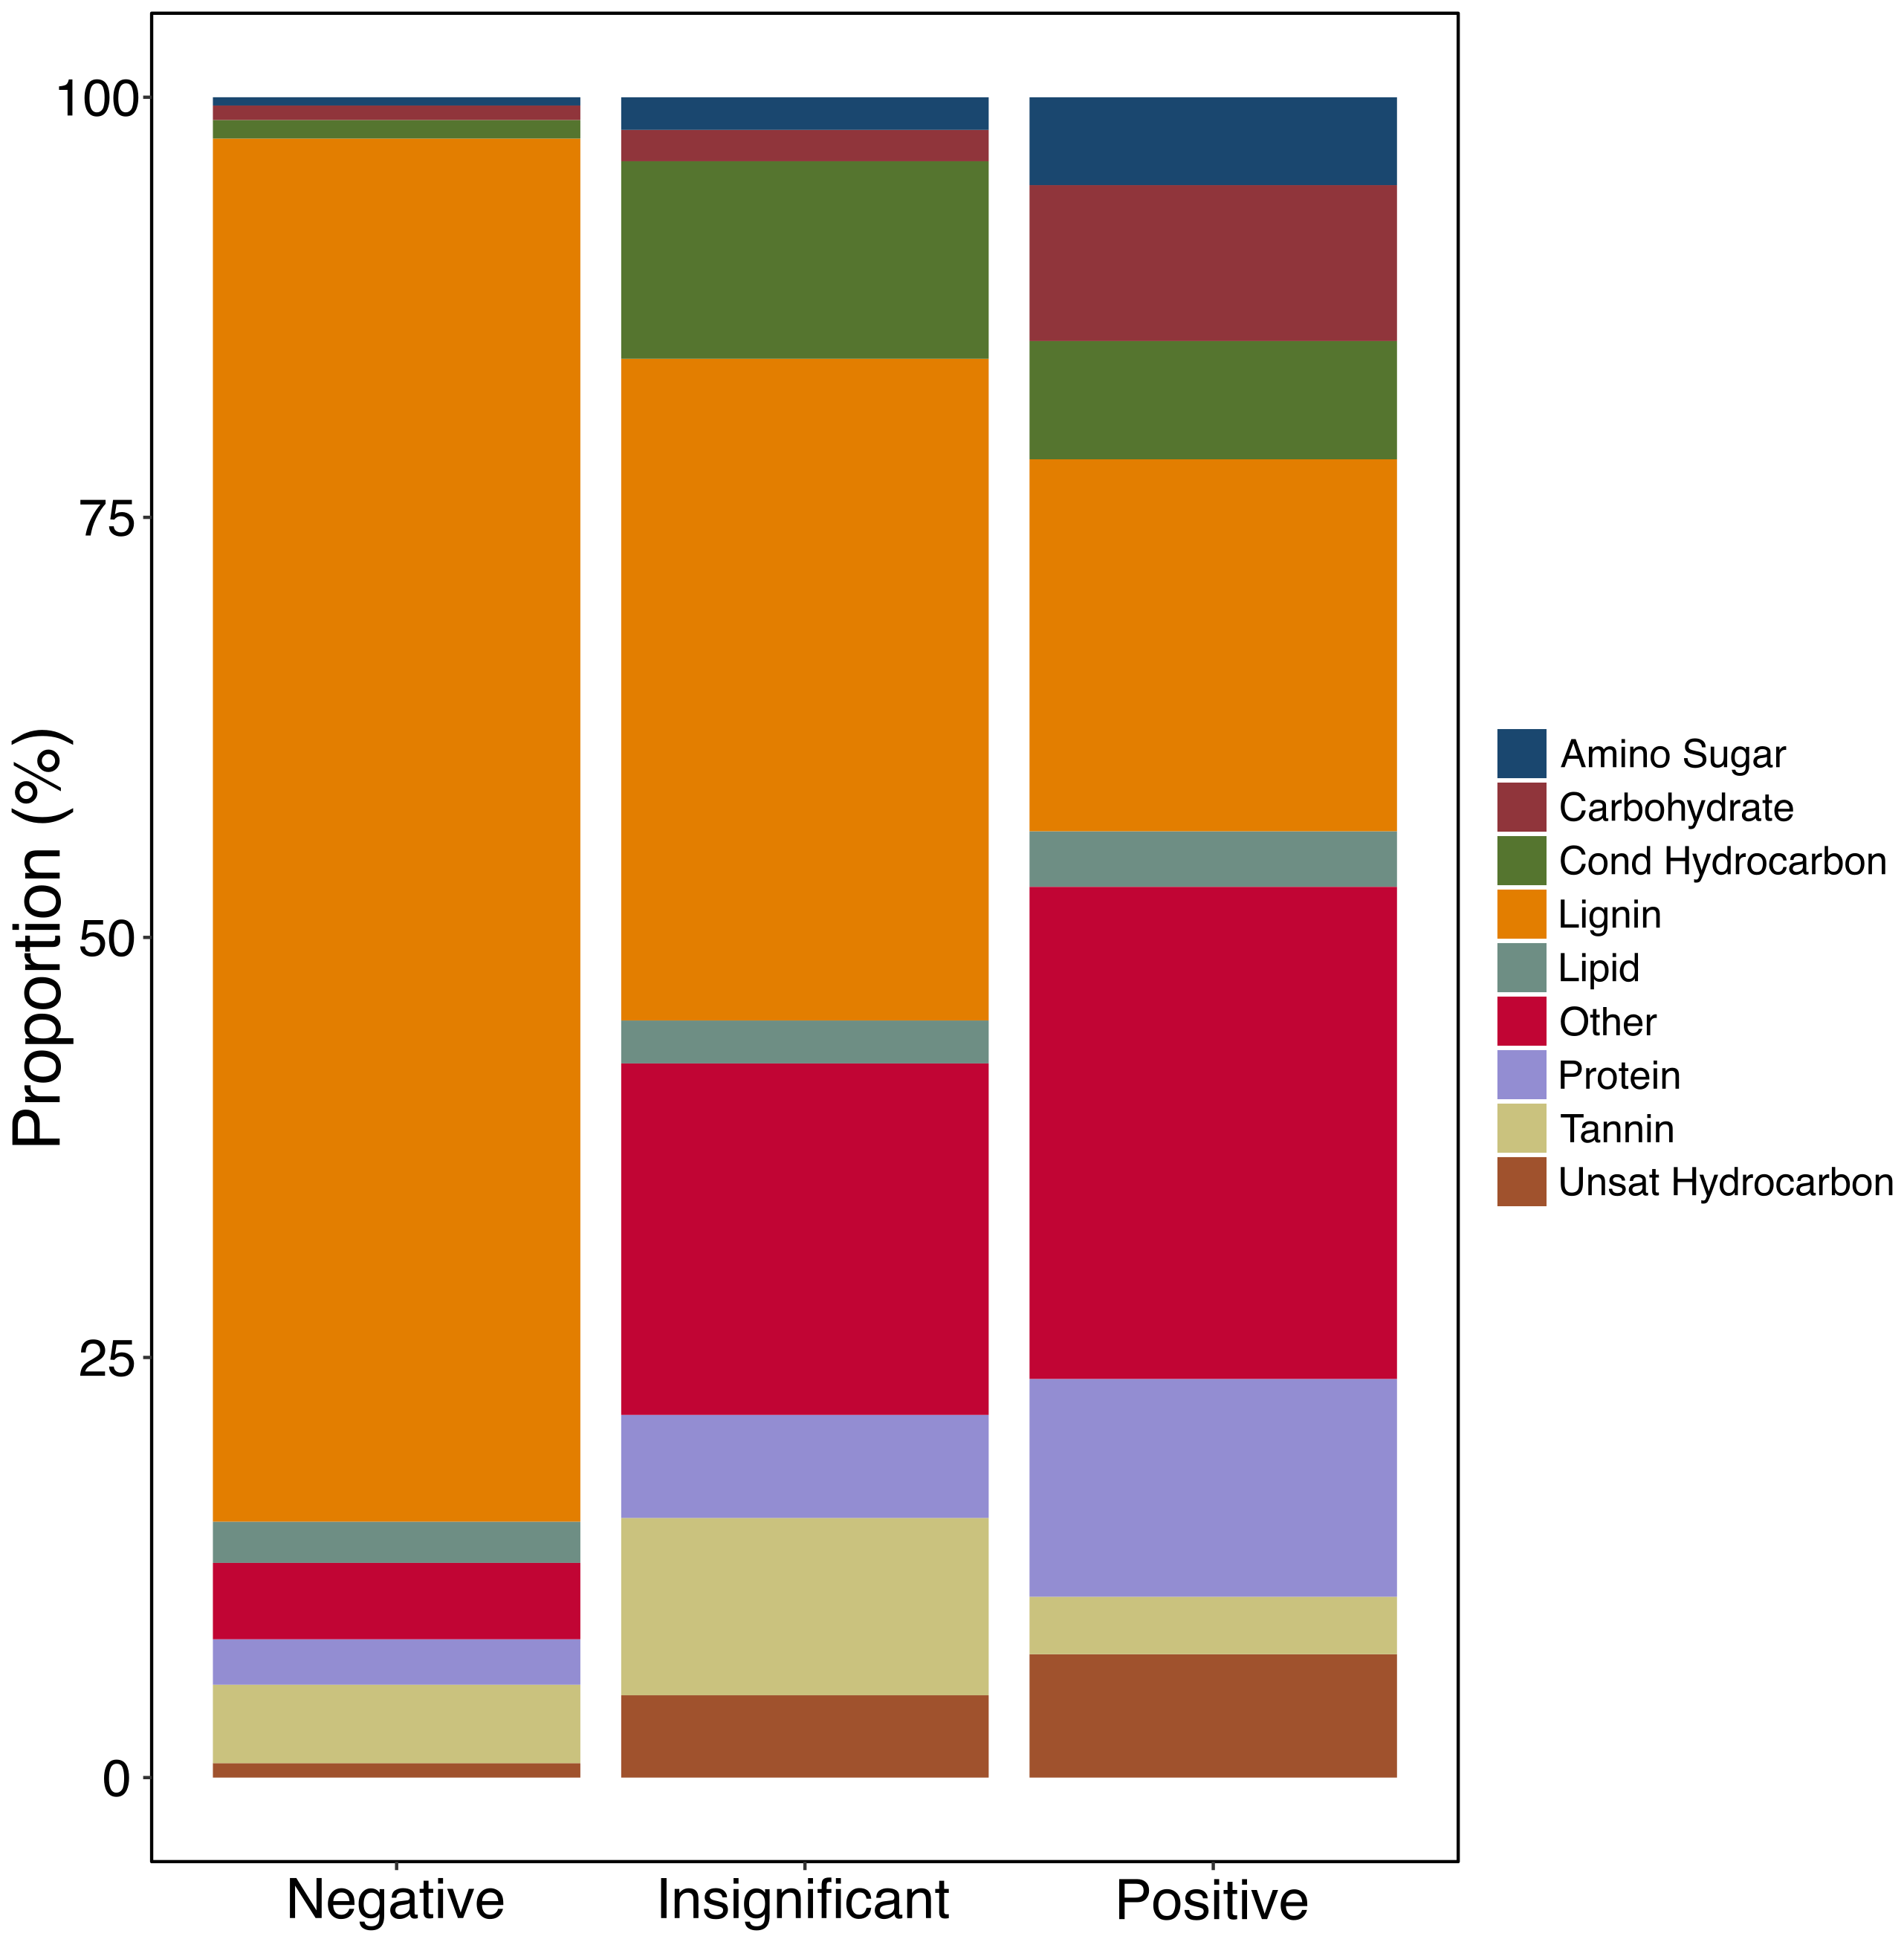 Proportion (%)
100
75
50
25
0
Negative
Insignificant
Positive
Amino Sugar
Carbohydrate
Cond Hydrocarbon
Lignin
Lipid
Other
Protein
Tannin
Unsat Hydrocarbon